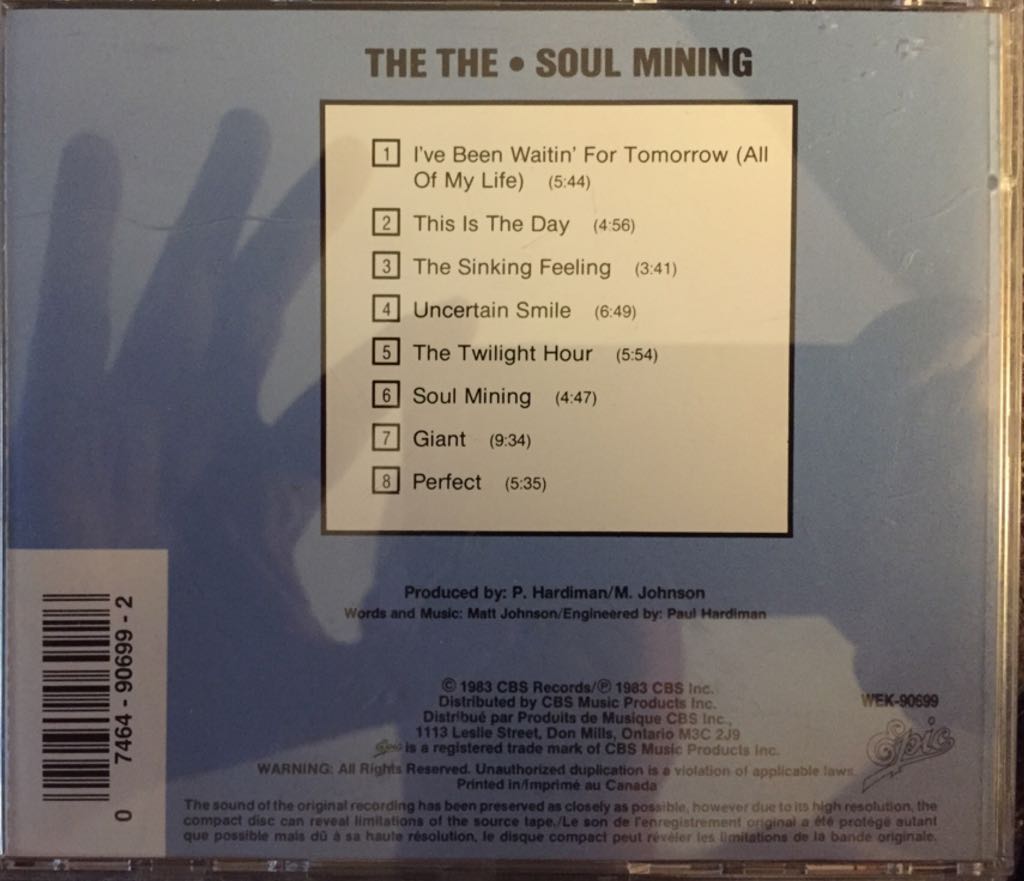 THE THE • SOUL MINING
1 I've Been Waitin' For Tomorrow (All
Of My Life) (5:44)
2 This Is The Day (4:56)
3 The Sinking Feeling (3:41)
4 Uncertain Smile (6:49)
5 The Twilight Hour (5:54)
6 Soul Mining (4:47)
7 Giant (9:34)
8 Perfect (5:35)
Produced by: P. Hardiman/M. Johnson
Words and Music: Matt Johnson/Engineered by: Paul Hardiman
© 1983 CBS Records/℗ 1983 CBS Inc.
Distributed by CBS Music Products Inc.
Distribué par Produits de Musique CBS Inc.,
1113 Leslie Street, Don Mills, Ontario M3C 2J9
Epic is a registered trade mark of CBS Music Products Inc.
WARNING: All Rights Reserved. Unauthorized duplication is a violation of applicable laws.
Printed in/Imprimé au Canada
The sound of the original recording has been preserved as closely as possible, however due to its high resolution, the
compact disc can reveal limitations of the source tape./Le son de l'enregistrement original a été protégé autant
que possible mais dû à sa haute résolution, le disque compact peut révéler les limitations de la bande originale.
WEK-90699
Epic
0 7464 - 90699 - 2